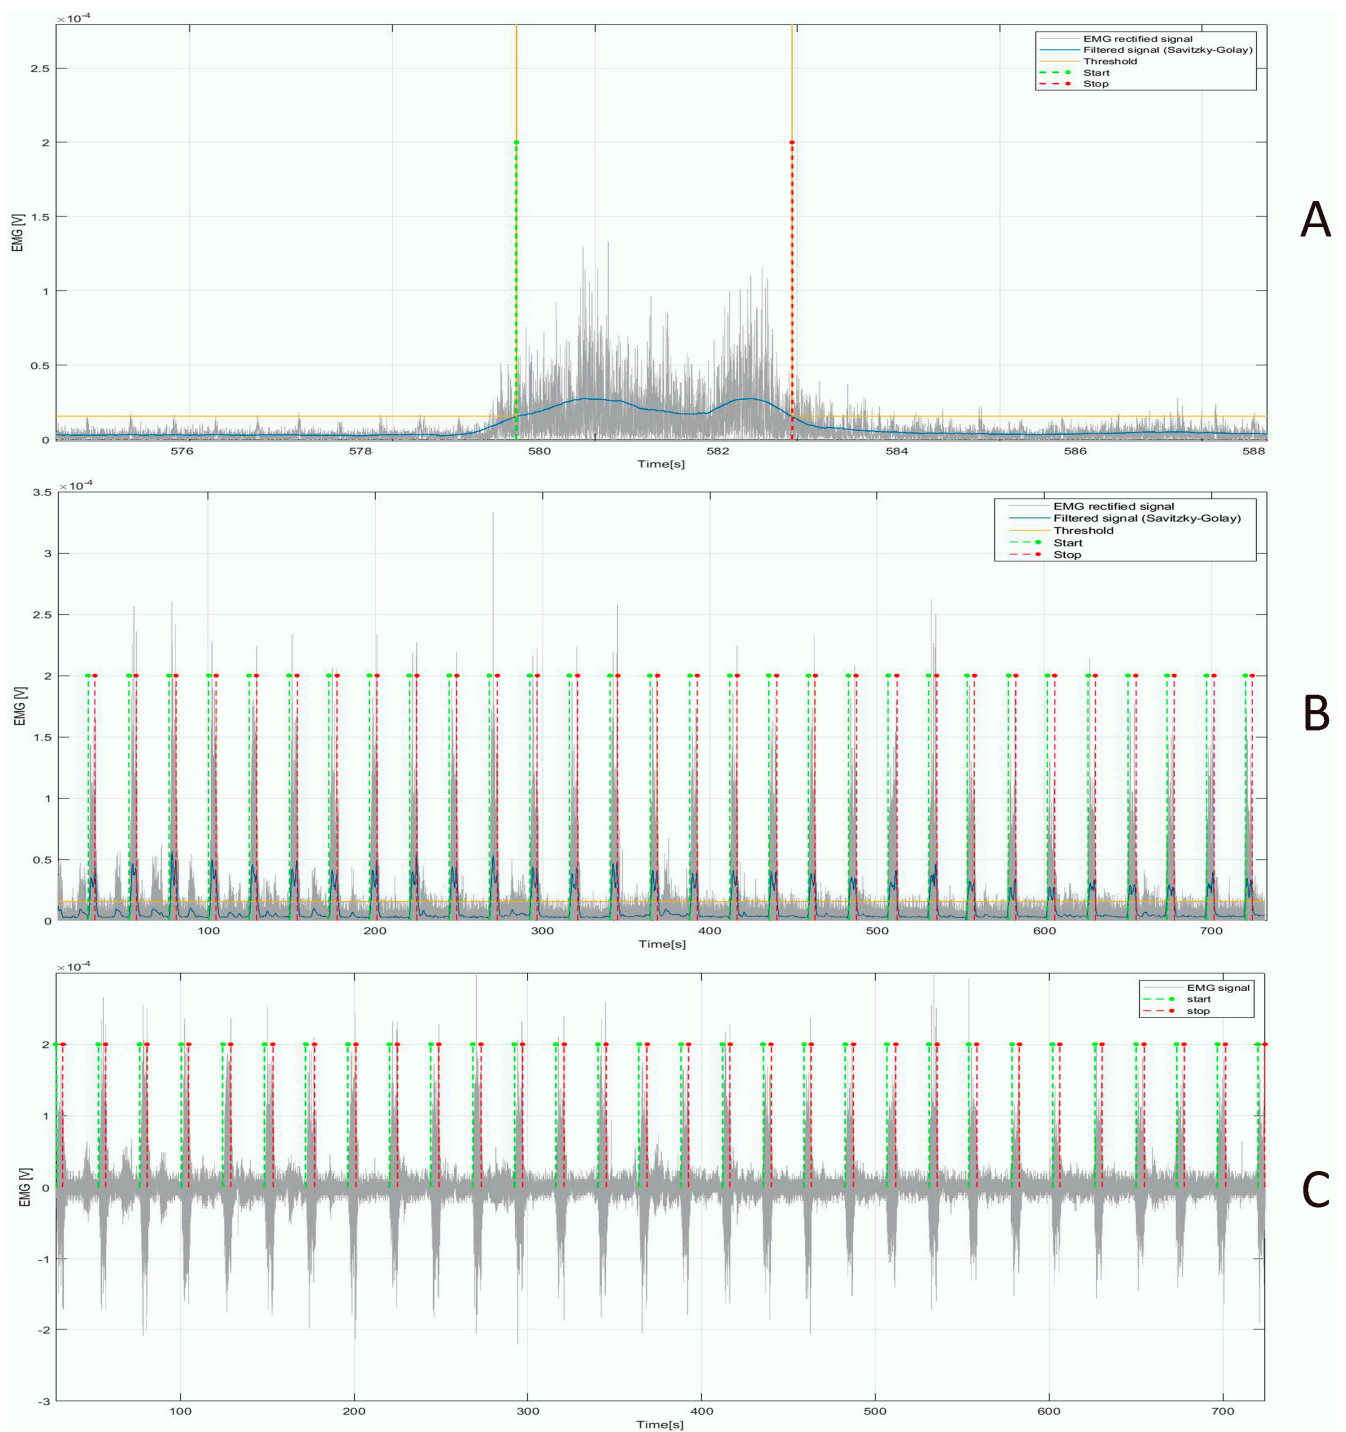 ×10⁻⁴
EMG rectified signal
Filtered signal (Savitzky-Golay)
Threshold
Start
Stop
2.5
2
1.5
1
0.5
0
EMG [V]
576 578 580 582 584 586 588
Time[s]
A
×10⁻⁴
EMG rectified signal
Filtered signal (Savitzky-Golay)
Threshold
Start
Stop
3.5
3
2.5
2
1.5
1
0.5
0
EMG [V]
100 200 300 400 500 600 700
Time[s]
B
×10⁻⁴
EMG signal
start
stop
2
1
0
-1
-2
-3
EMG [V]
100 200 300 400 500 600 700
Time[s]
C